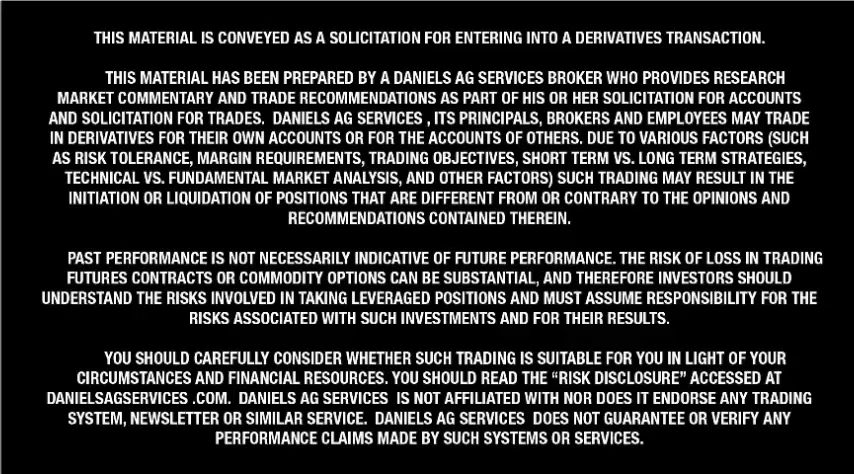 THIS MATERIAL IS CONVEYED AS A SOLICITATION FOR ENTERING INTO A DERIVATIVES TRANSACTION.
THIS MATERIAL HAS BEEN PREPARED BY A DANIELS AG SERVICES BROKER WHO PROVIDES RESEARCH
MARKET COMMENTARY AND TRADE RECOMMENDATIONS AS PART OF HIS OR HER SOLICITATION FOR ACCOUNTS
AND SOLICITATION FOR TRADES.  DANIELS AG SERVICES , ITS PRINCIPALS, BROKERS AND EMPLOYEES MAY TRADE
IN DERIVATIVES FOR THEIR OWN ACCOUNTS OR FOR THE ACCOUNTS OF OTHERS. DUE TO VARIOUS FACTORS (SUCH
AS RISK TOLERANCE, MARGIN REQUIREMENTS, TRADING OBJECTIVES, SHORT TERM VS. LONG TERM STRATEGIES,
TECHNICAL VS. FUNDAMENTAL MARKET ANALYSIS, AND OTHER FACTORS) SUCH TRADING MAY RESULT IN THE
INITIATION OR LIQUIDATION OF POSITIONS THAT ARE DIFFERENT FROM OR CONTRARY TO THE OPINIONS AND
RECOMMENDATIONS CONTAINED THEREIN.
PAST PERFORMANCE IS NOT NECESSARILY INDICATIVE OF FUTURE PERFORMANCE. THE RISK OF LOSS IN TRADING
FUTURES CONTRACTS OR COMMODITY OPTIONS CAN BE SUBSTANTIAL, AND THEREFORE INVESTORS SHOULD
UNDERSTAND THE RISKS INVOLVED IN TAKING LEVERAGED POSITIONS AND MUST ASSUME RESPONSIBILITY FOR THE
RISKS ASSOCIATED WITH SUCH INVESTMENTS AND FOR THEIR RESULTS.
YOU SHOULD CAREFULLY CONSIDER WHETHER SUCH TRADING IS SUITABLE FOR YOU IN LIGHT OF YOUR
CIRCUMSTANCES AND FINANCIAL RESOURCES. YOU SHOULD READ THE “RISK DISCLOSURE” ACCESSED AT
DANIELSAGSERVICES .COM.  DANIELS AG SERVICES  IS NOT AFFILIATED WITH NOR DOES IT ENDORSE ANY TRADING
SYSTEM, NEWSLETTER OR SIMILAR SERVICE.  DANIELS AG SERVICES  DOES NOT GUARANTEE OR VERIFY ANY
PERFORMANCE CLAIMS MADE BY SUCH SYSTEMS OR SERVICES.